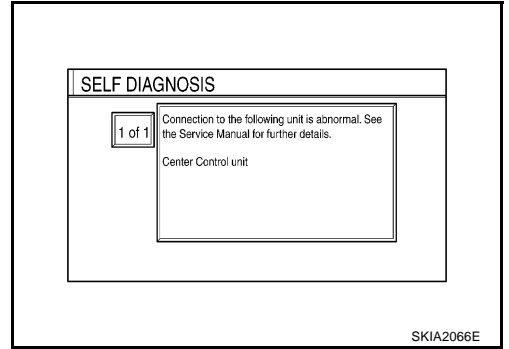 SELF DIAGNOSIS
1 of 1
Connection to the following unit is abnormal. See
the Service Manual for further details.
Center Control unit
SKIA2066E